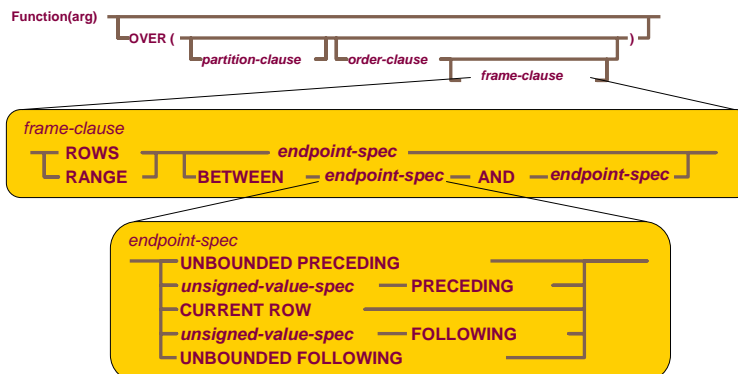 Function(arg)
OVER ( )
partition-clause order-clause
frame-clause
frame-clause
ROWS endpoint-spec
RANGE BETWEEN endpoint-spec AND endpoint-spec
endpoint-spec
UNBOUNDED PRECEDING
unsigned-value-spec PRECEDING
CURRENT ROW
unsigned-value-spec FOLLOWING
UNBOUNDED FOLLOWING